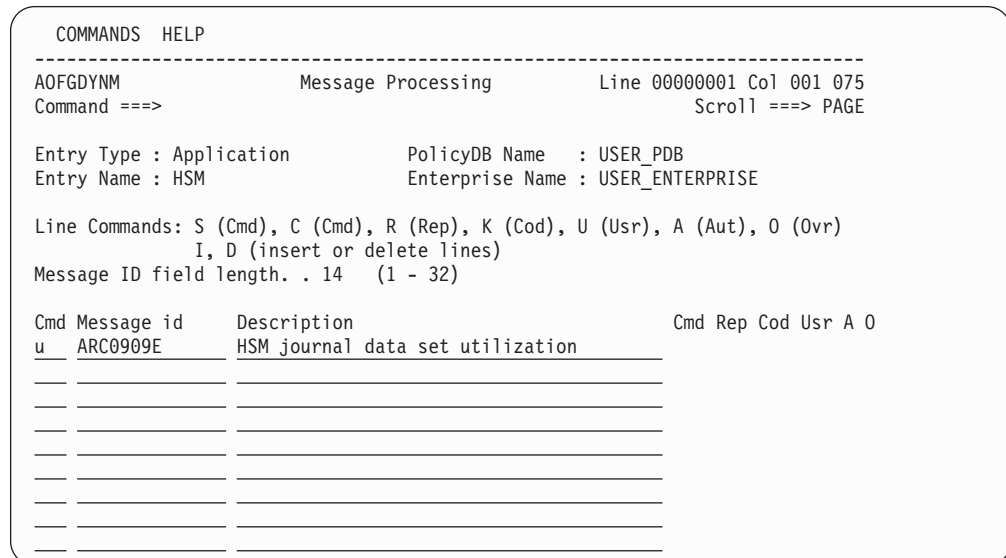 COMMANDS HELP
-------------------------------------------------------------------------------
AOFGDYNM Message Processing Line 00000001 Col 001 075
Command ===> Scroll ===> PAGE
Entry Type : Application PolicyDB Name : USER_PDB
Entry Name : HSM Enterprise Name : USER_ENTERPRISE
Line Commands: S (Cmd), C (Cmd), R (Rep), K (Cod), U (Usr), A (Aut), O (Ovr)
I, D (insert or delete lines)
Message ID field length. . 14 (1 - 32)
Cmd Message id Description Cmd Rep Cod Usr A O
u ARC0909E HSM journal data set utilization